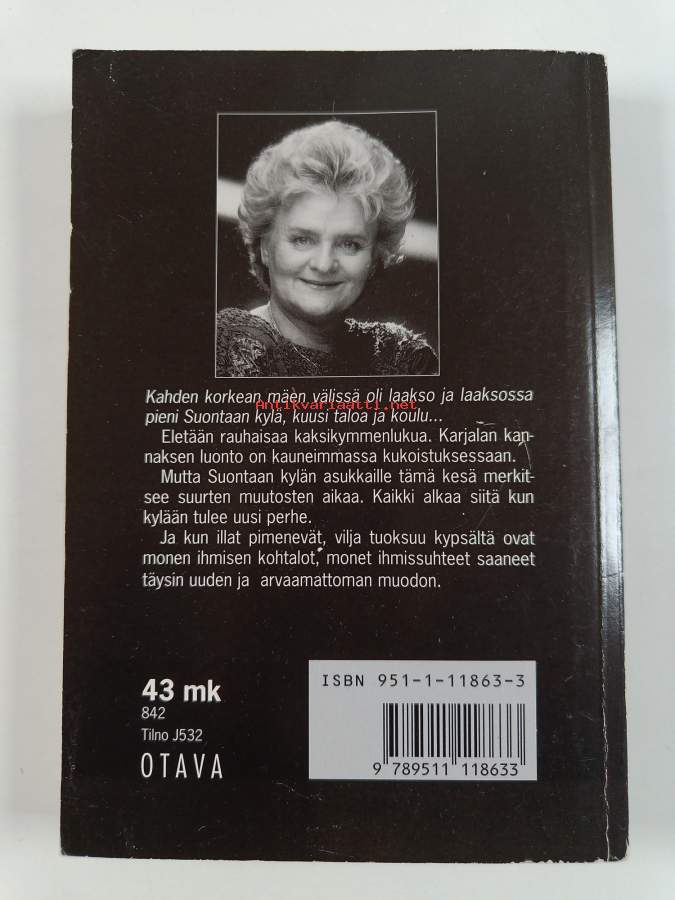 Kahden korkean mäen välissä oli laakso ja laaksossa
Antikvariaatti.net
pieni Suontaan kylä, kuusi taloa ja koulu...
Eletään rauhaisaa kaksikymmenlukua. Karjalan kan-
naksen luonto on kauneimmassa kukoistuksessaan.
Mutta Suontaan kylän asukkaille tämä kesä merkit-
see suurten muutosten aikaa. Kaikki alkaa siitä kun
kylään tulee uusi perhe.
Ja kun illat pimenevät, vilja tuoksuu kypsältä ovat
monen ihmisen kohtalot, monet ihmissuhteet saaneet
täysin uuden ja arvaamattoman muodon.
43 mk
842
Tilno J532
OTAVA
ISBN 951-1-11863-3
9 789511 118633